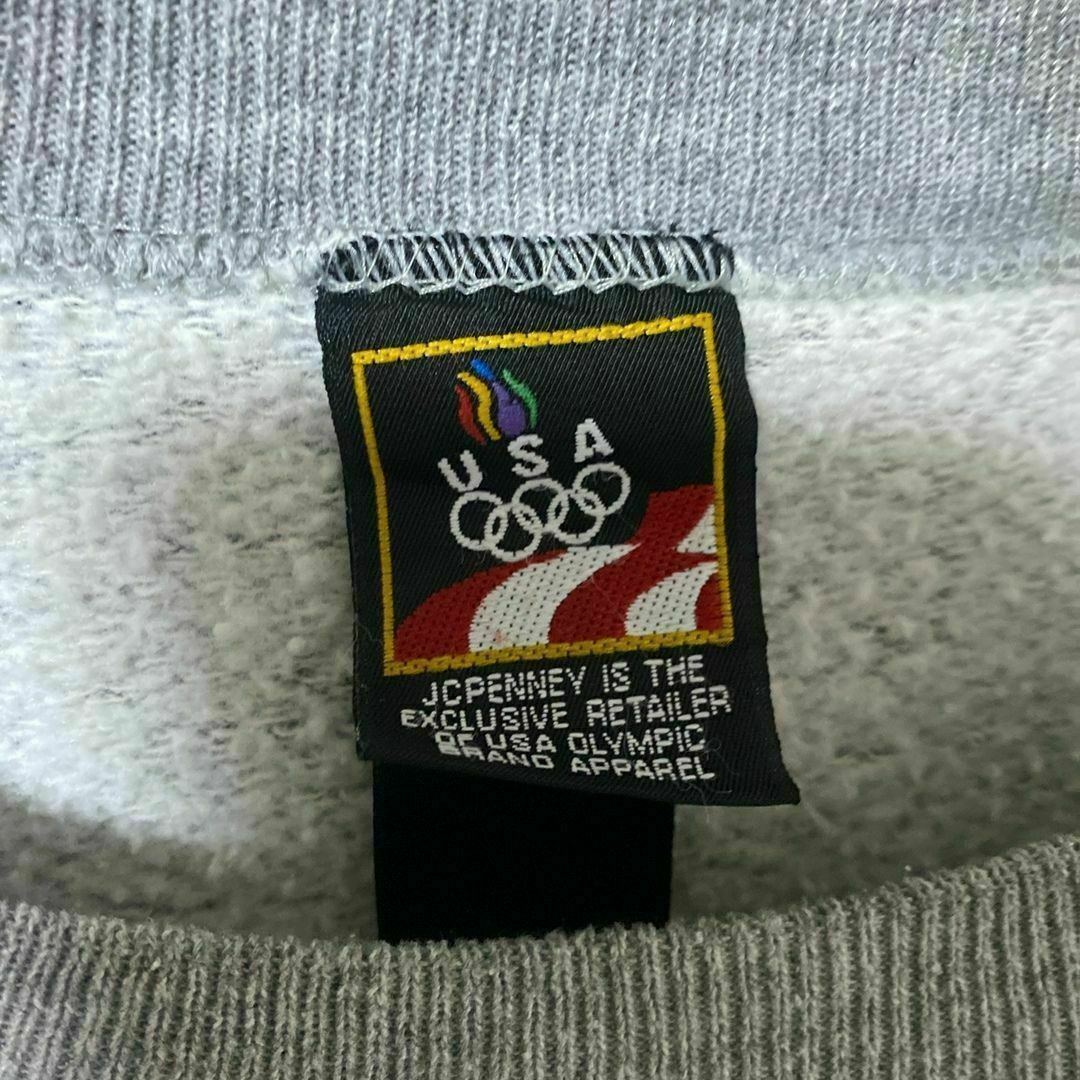 USA
JCPENNEY IS THE
EXCLUSIVE RETAILER
OF USA OLYMPIC
BRAND APPAREL